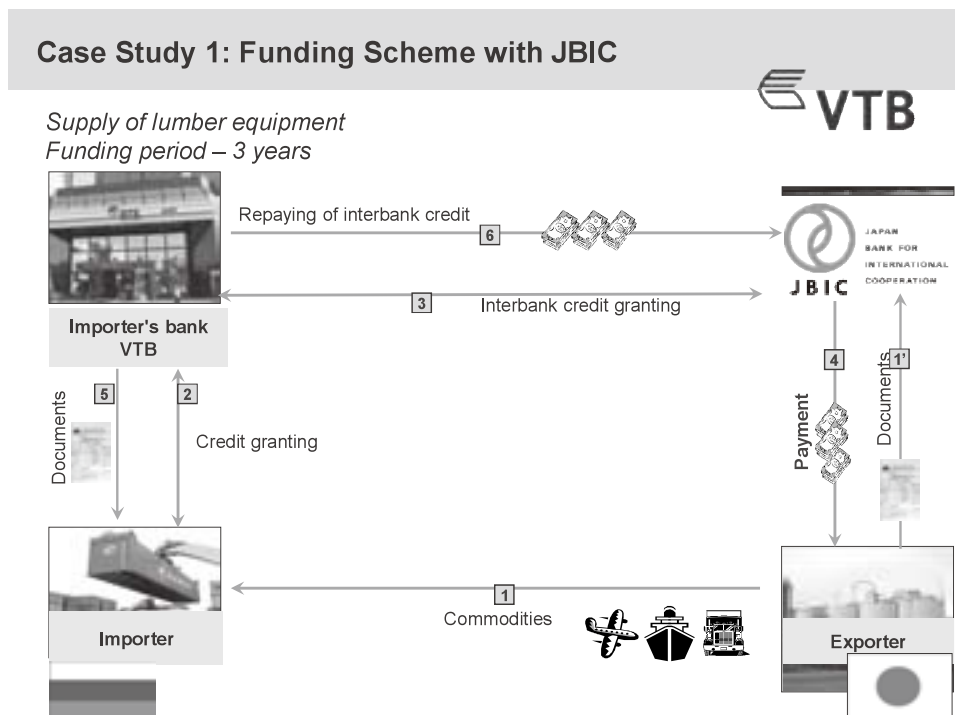 Case Study 1: Funding Scheme with JBIC
VTB
Supply of lumber equipment
Funding period – 3 years
Repaying of interbank credit
6
JAPAN
BANK FOR
INTERNATIONAL
COOPERATION
JBIC
3
Interbank credit granting
Importer's bank
VTB
5
2
4
1’
Documents
Credit granting
Payment
Documents
1
Commodities
Importer
Exporter